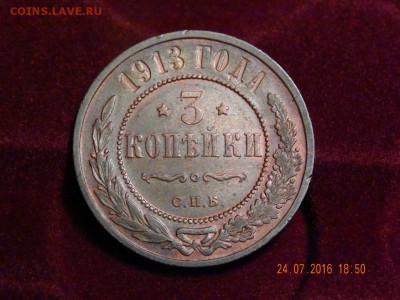 COINS.LAVE.RU
1913 ГОДА
3
КОПѢЙКИ
С.П.Б.
24.07.2016 18:50